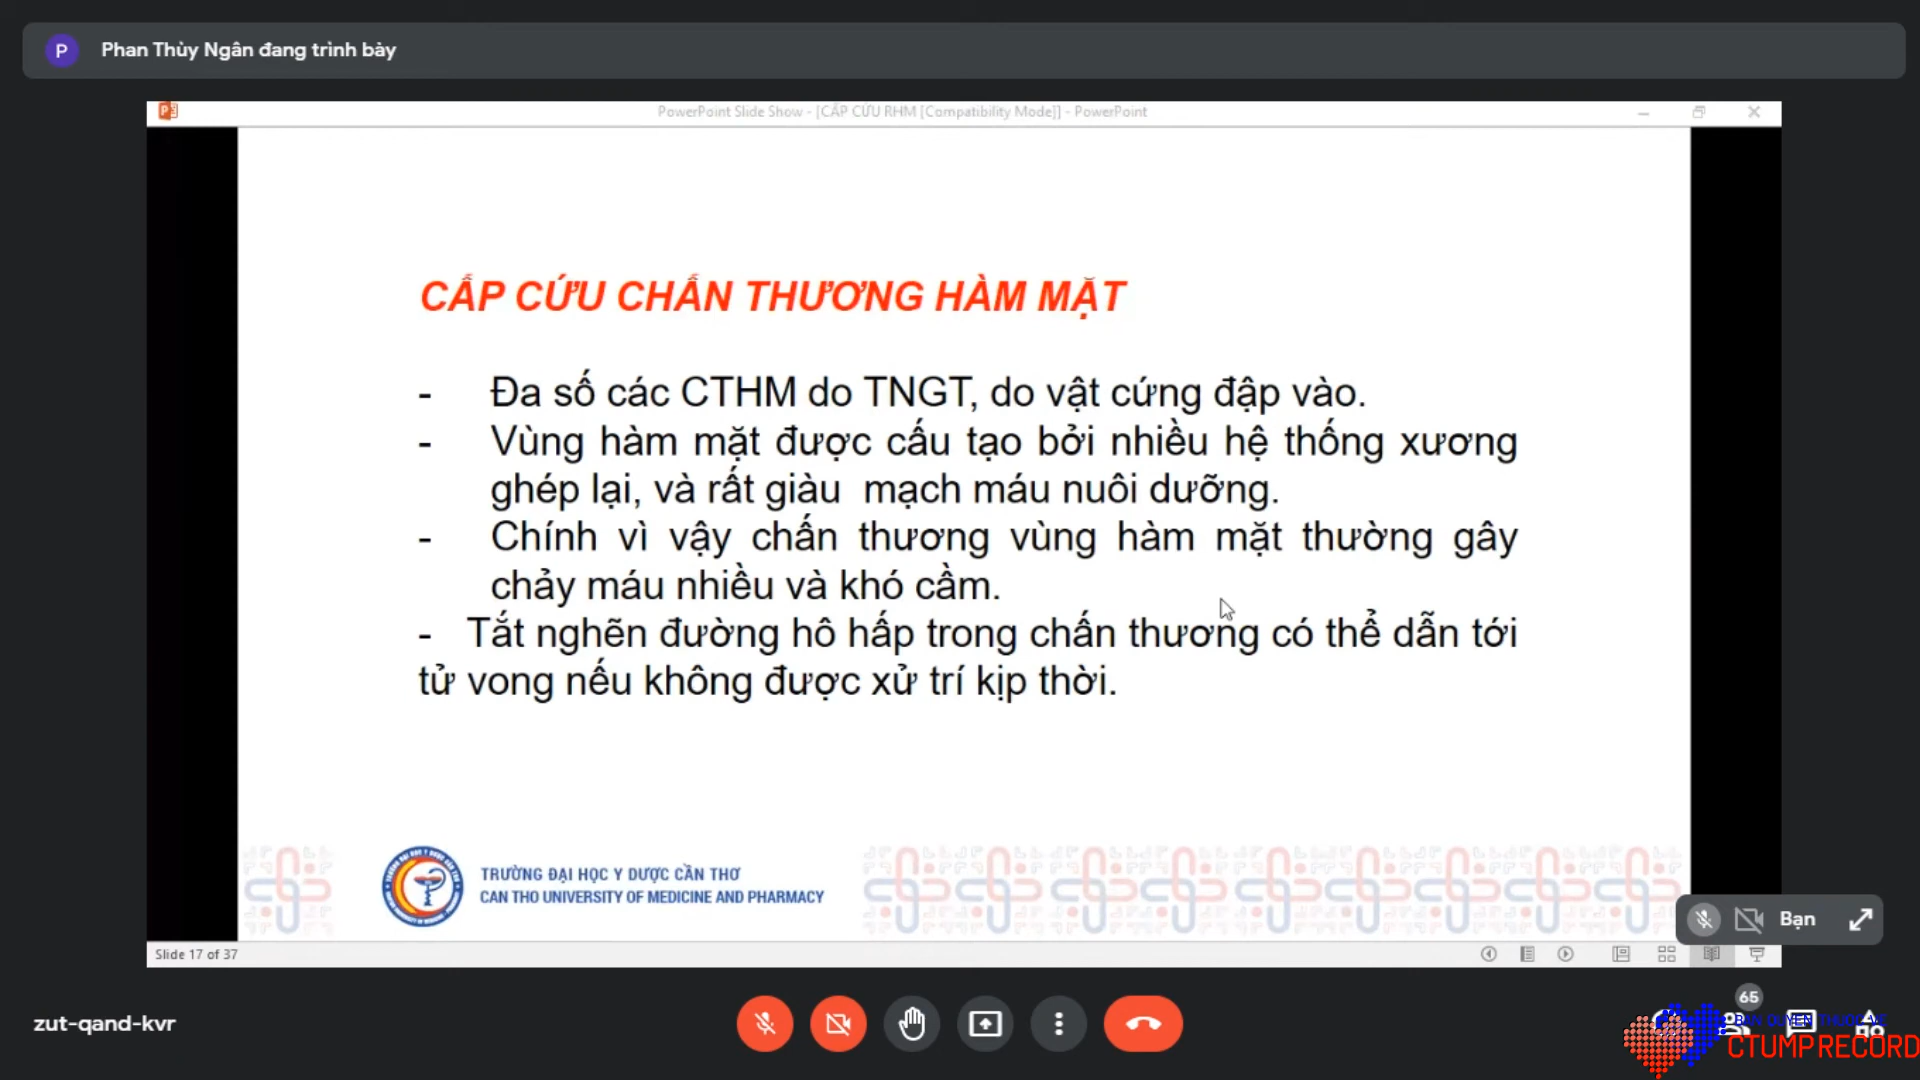 P Phan Thùy Ngân đang trình bày
PowerPoint Slide Show - [CẤP CỨU RHM [Compatibility Mode]] - PowerPoint
CẤP CỨU CHẤN THƯƠNG HÀM MẶT
- Đa số các CTHM do TNGT, do vật cứng đập vào.
- Vùng hàm mặt được cấu tạo bởi nhiều hệ thống xương
ghép lại, và rất giàu mạch máu nuôi dưỡng.
- Chính vì vậy chấn thương vùng hàm mặt thường gây
chảy máu nhiều và khó cầm.
- Tắt nghẽn đường hô hấp trong chấn thương có thể dẫn tới
tử vong nếu không được xử trí kịp thời.
TRƯỜNG ĐẠI HỌC Y DƯỢC CẦN THƠ
CAN THO UNIVERSITY OF MEDICINE AND PHARMACY
Bạn
Slide 17 of 37
65
zut-qand-kvr
BẢN QUYỀN THUỘC VỀ
CTUMP RECORD